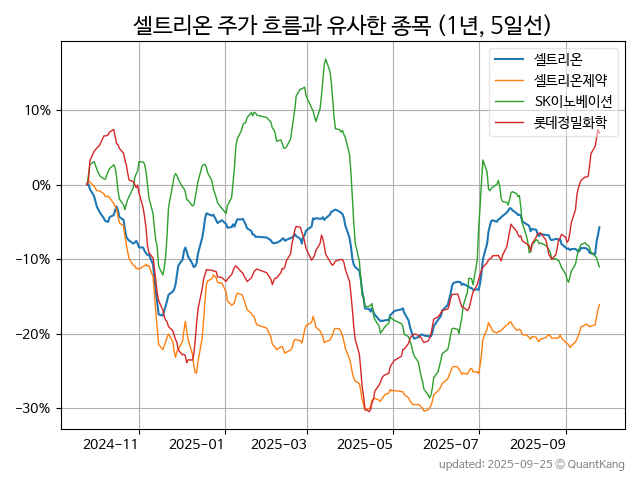 셀트리온 주가 흐름과 유사한 종목 (1년, 5일선)
셀트리온
셀트리온제약
SK이노베이션
롯데정밀화학
10%
0%
−10%
−20%
−30%
2024-11
2025-01
2025-03
2025-05
2025-07
2025-09
updated: 2025-09-25 © QuantKang